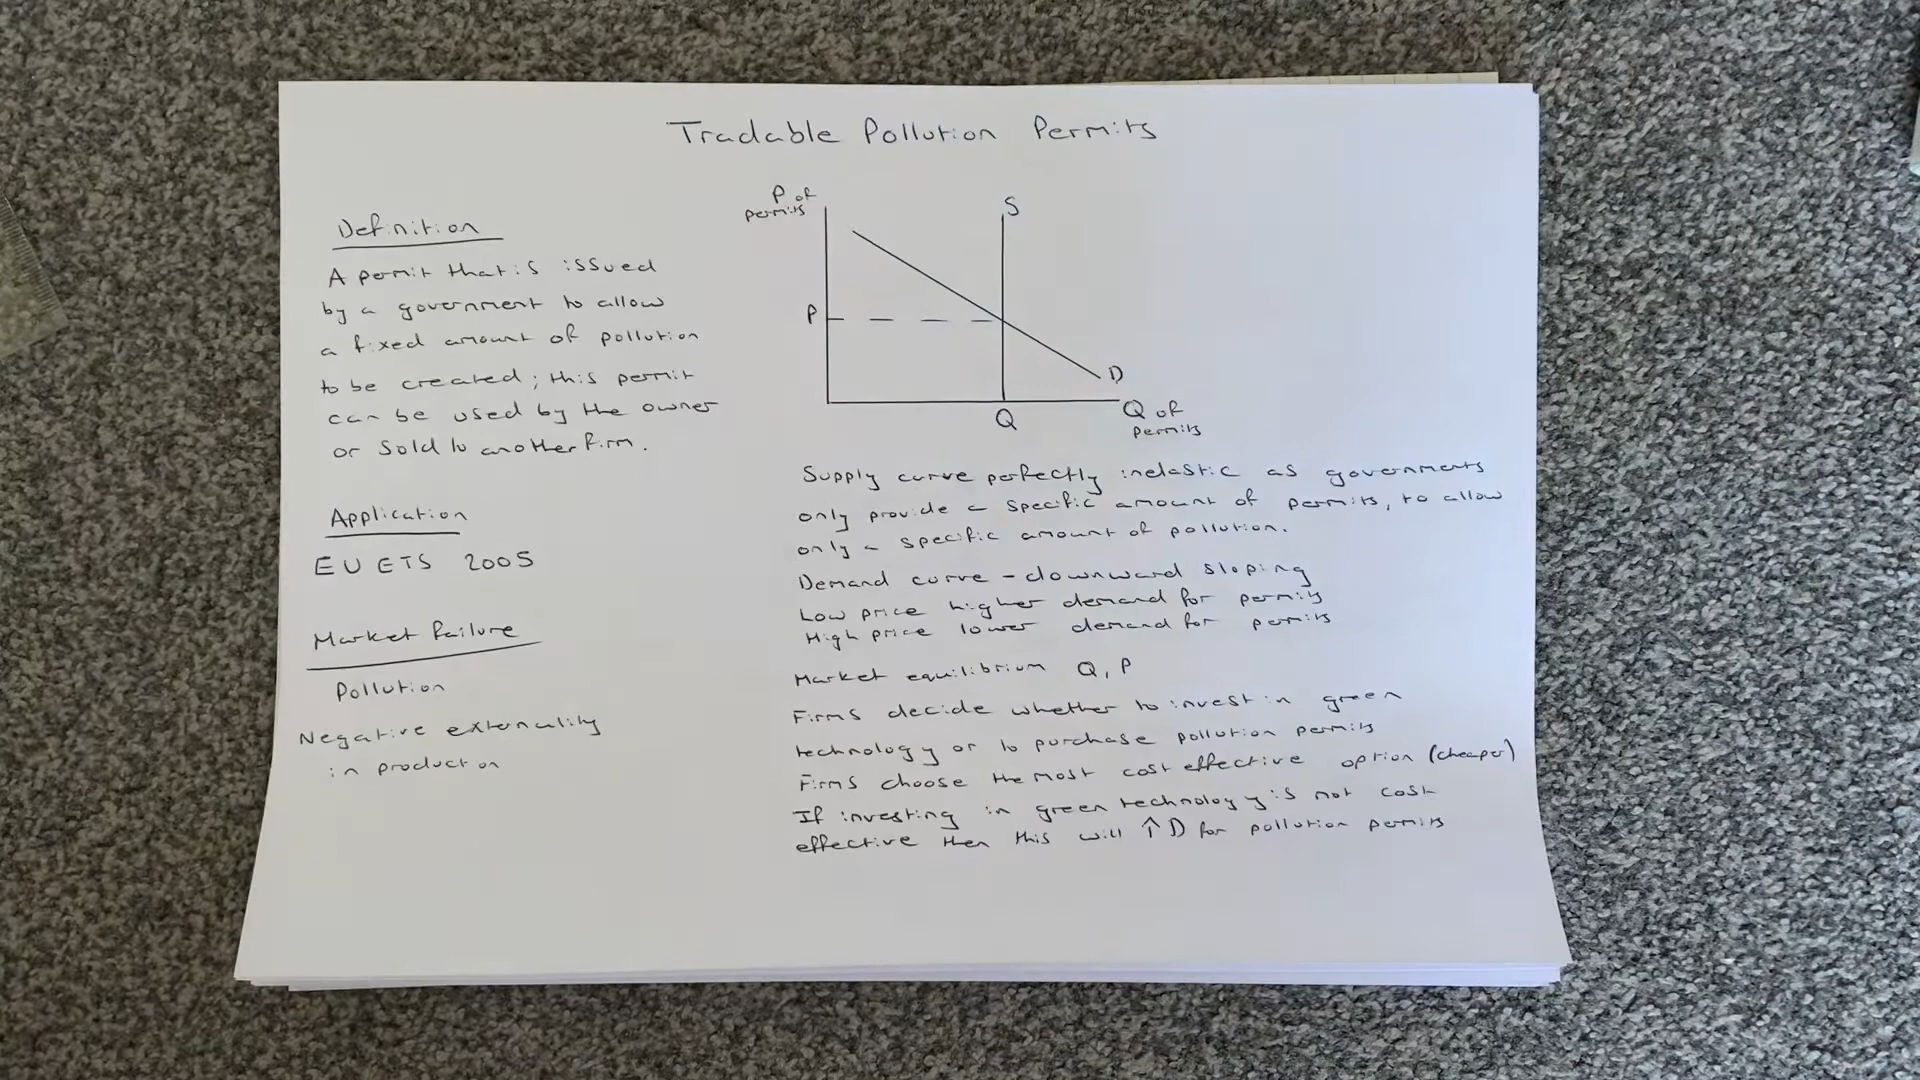 Tradable Pollution Permits
Definition
A permit that is issued
by a government to allow
a fixed amount of pollution
to be created; this permit
can be used by the owner
or sold to another firm.
Application
EU ETS 2005
Market failure
Pollution
Negative externality
in production
P of
permits
S
P
D
Q
Q of
permits
Supply curve perfectly inelastic as governments
only provide a specific amount of permits, to allow
only a specific amount of pollution.
Demand curve - downward sloping
Low price higher demand for permits
High price lower demand for permits
Market equilibrium Q, P
Firms decide whether to invest in green
technology or to purchase pollution permits
Firms choose the most cost effective option (cheaper)
If investing in green technology is not cost
effective then this will ↑ D for pollution permits